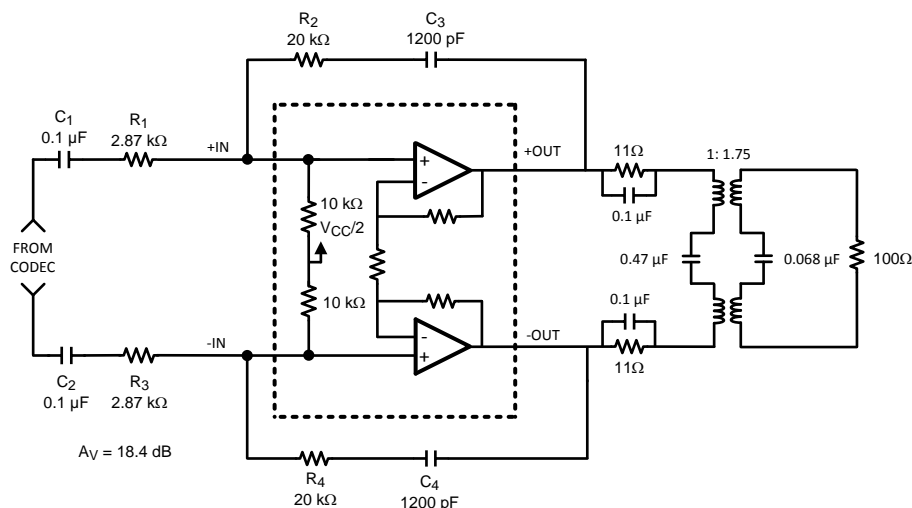 R2
20 kΩ
C3
1200 pF
C1
0.1 µF
R1
2.87 kΩ
+IN
+OUT
11Ω
0.1 µF
1: 1.75
+
-
10 kΩ
VCC/2
10 kΩ
FROM
CODEC
0.47 µF
0.068 µF
100Ω
0.1 µF
11Ω
-IN
-OUT
-
+
C2
0.1 µF
R3
2.87 kΩ
AV = 18.4 dB
R4
20 kΩ
C4
1200 pF